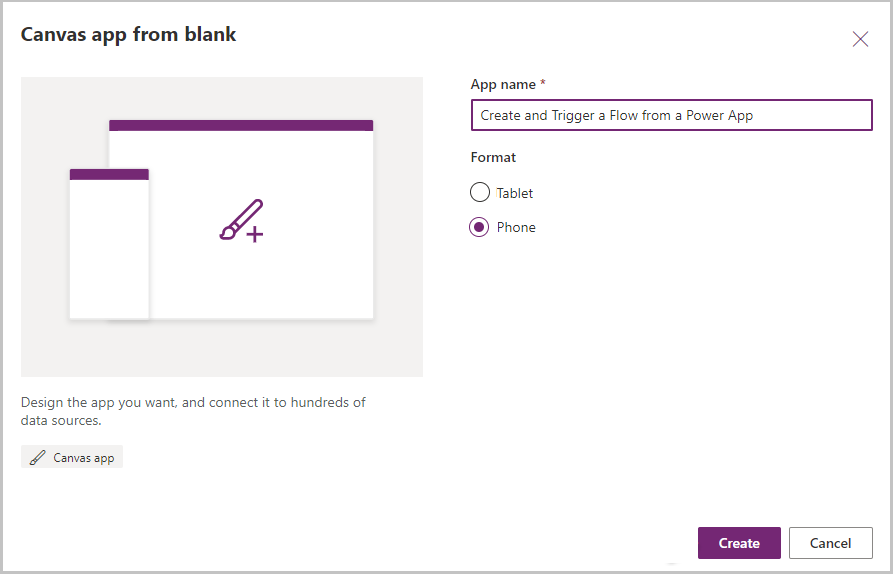 Canvas app from blank
App name *
Create and Trigger a Flow from a Power App
Format
Tablet
Phone
Design the app you want, and connect it to hundreds of
data sources.
Canvas app
Create
Cancel